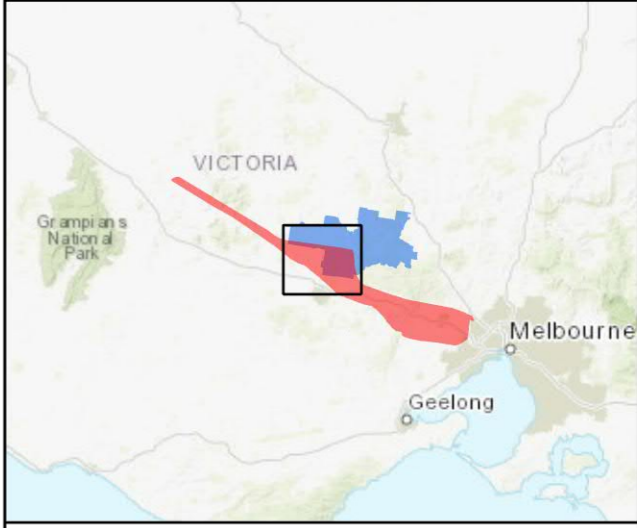 VICTORIA
Grampians
National
Park
Melbourne
Geelong